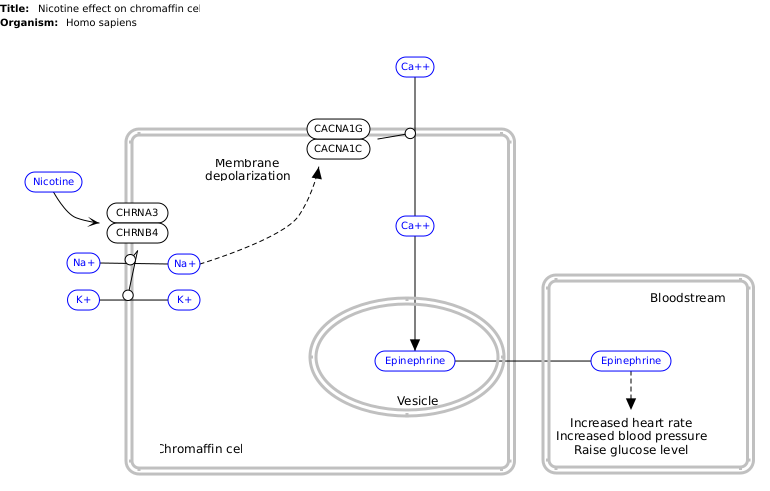 Title: Nicotine effect on chromaffin cel
Organism: Homo sapiens
Ca++
CACNA1G
CACNA1C
Membrane
depolarization
Nicotine
CHRNA3
CHRNB4
Ca++
Na+ Na+
K+ K+
Bloodstream
Epinephrine Epinephrine
Vesicle
Increased heart rate
Increased blood pressure
Raise glucose level
Chromaffin cel